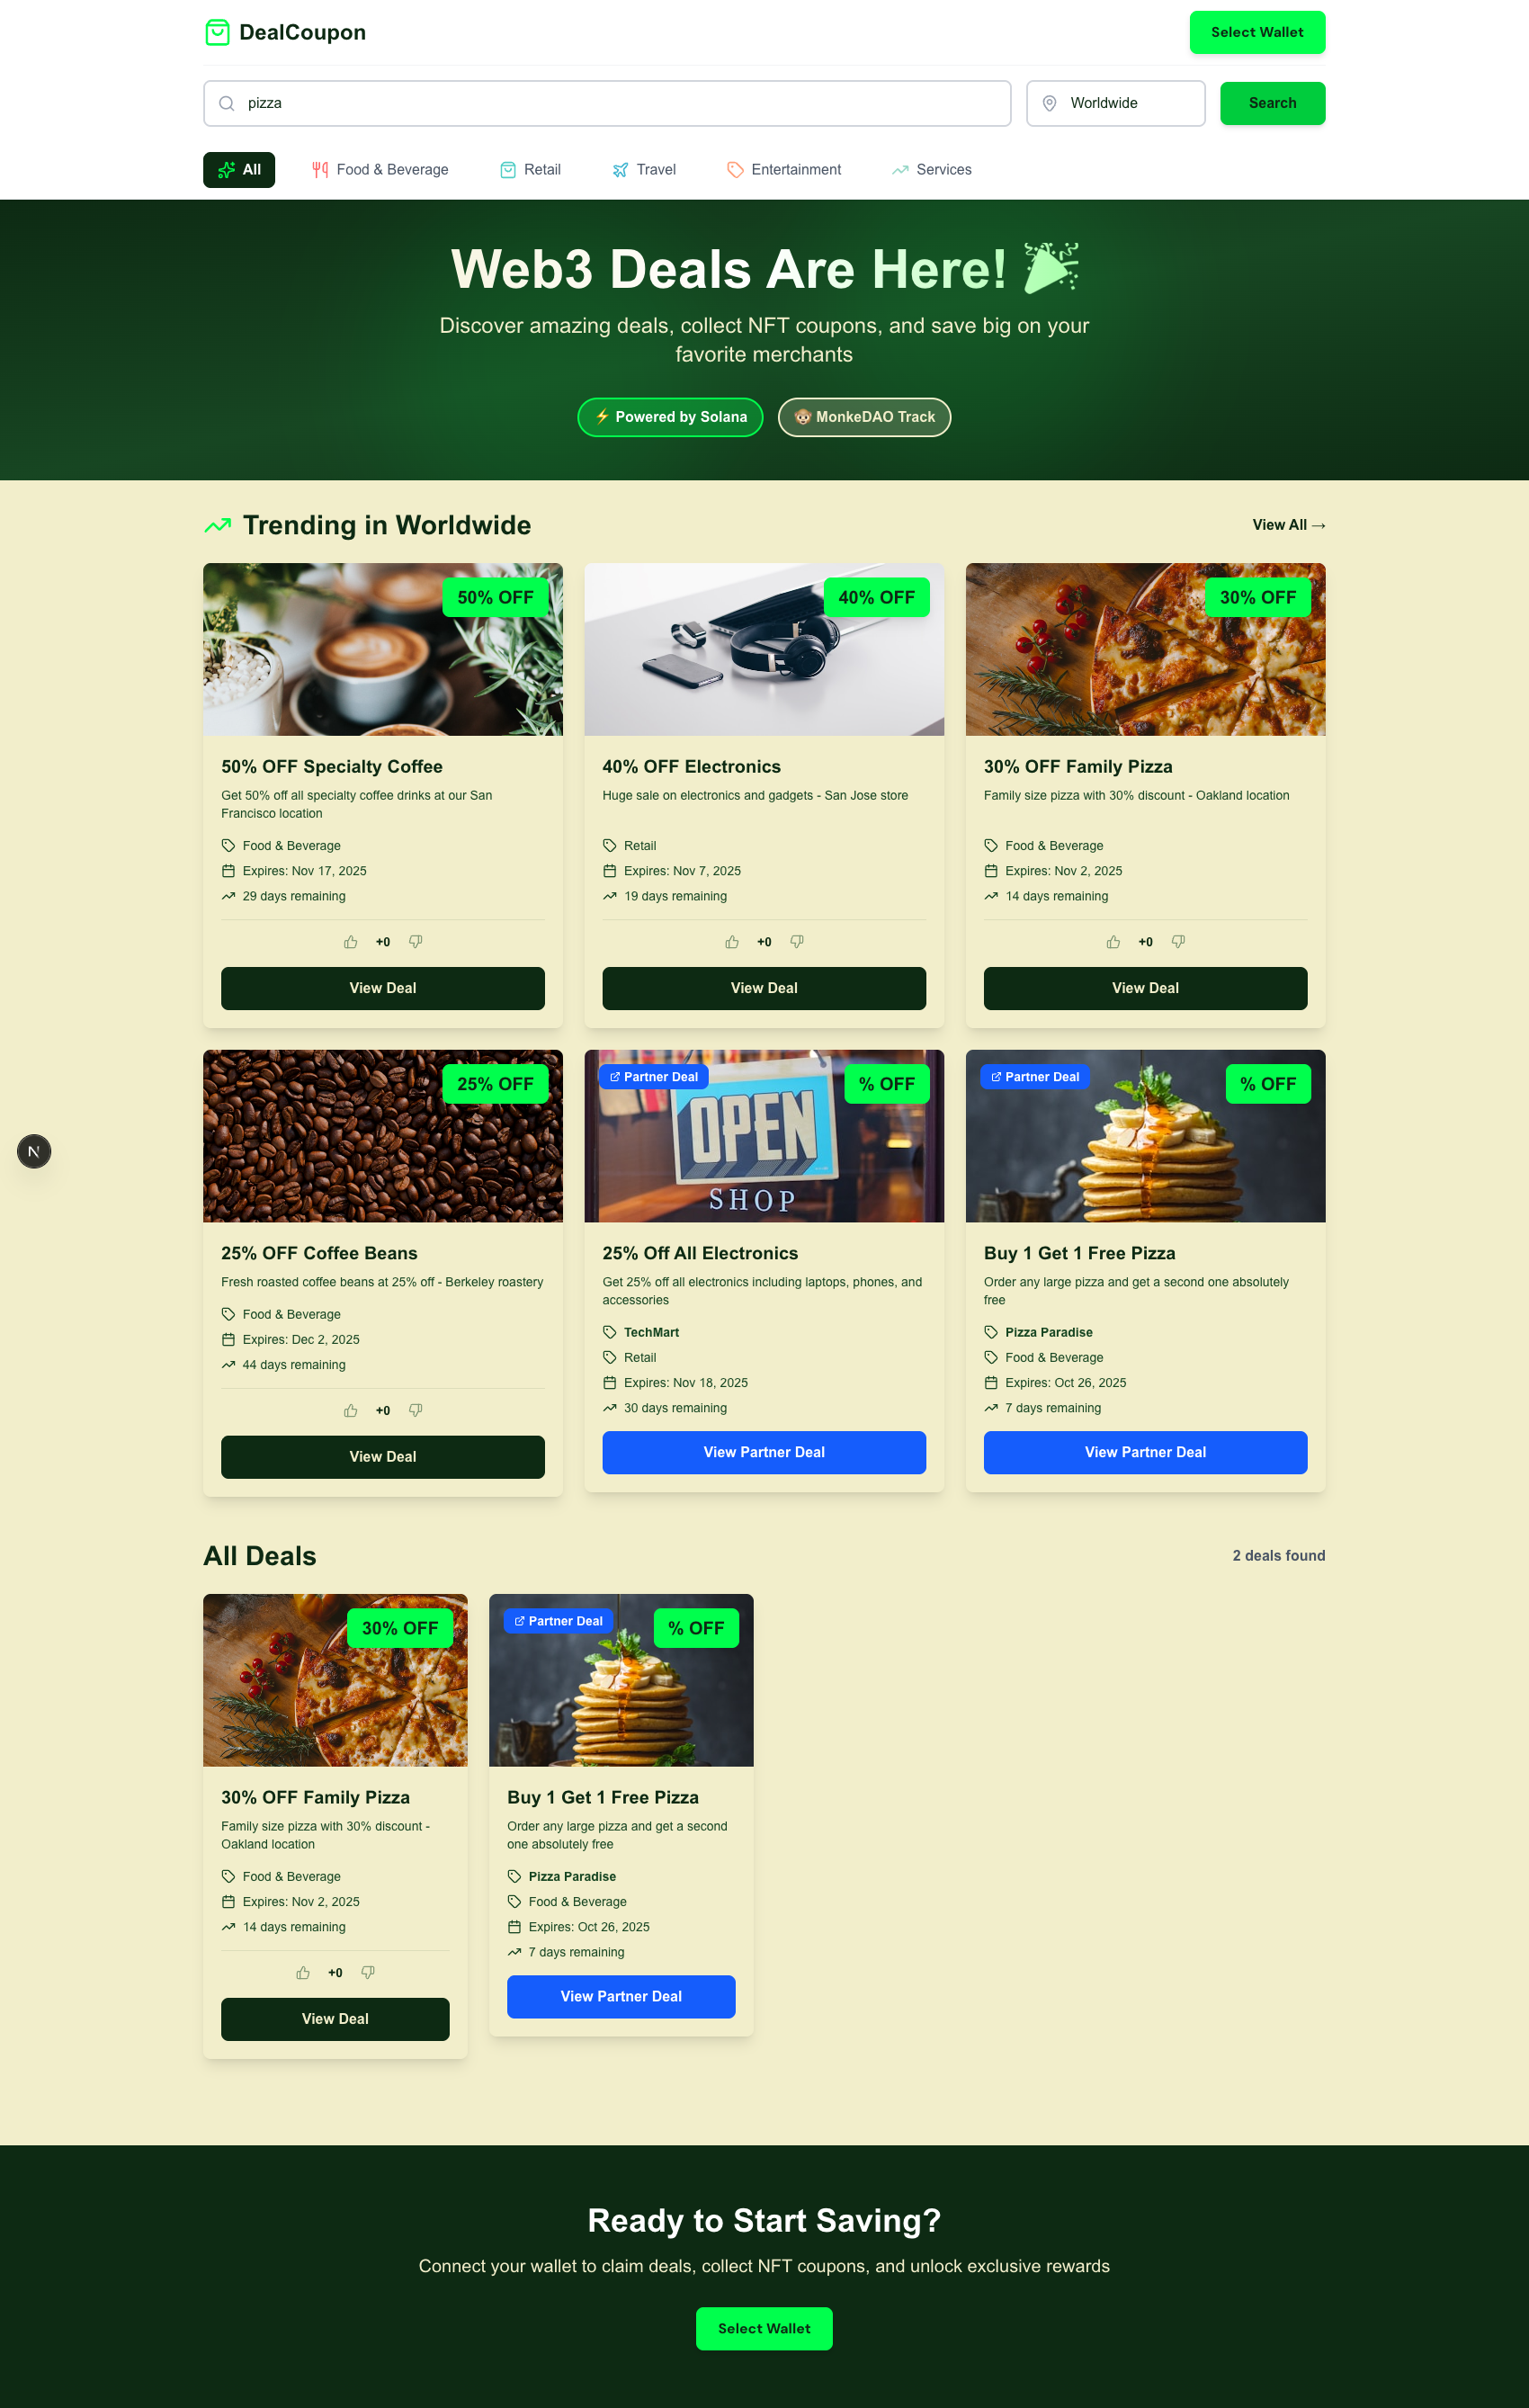 DealCoupon
Select Wallet
pizza
Worldwide
Search
All
Food & Beverage
Retail
Travel
Entertainment
Services
Web3 Deals Are Here! 🎉
Discover amazing deals, collect NFT coupons, and save big on your
favorite merchants
⚡ Powered by Solana
🐵 MonkeDAO Track
Trending in Worldwide
View All →
50% OFF
50% OFF Specialty Coffee
Get 50% off all specialty coffee drinks at our San
Francisco location
Food & Beverage
Expires: Nov 17, 2025
29 days remaining
+0
View Deal
40% OFF
40% OFF Electronics
Huge sale on electronics and gadgets - San Jose store
Retail
Expires: Nov 7, 2025
19 days remaining
+0
View Deal
30% OFF
30% OFF Family Pizza
Family size pizza with 30% discount - Oakland location
Food & Beverage
Expires: Nov 2, 2025
14 days remaining
+0
View Deal
25% OFF
25% OFF Coffee Beans
Fresh roasted coffee beans at 25% off - Berkeley roastery
Food & Beverage
Expires: Dec 2, 2025
44 days remaining
+0
View Deal
Partner Deal
% OFF
OPEN
SHOP
25% Off All Electronics
Get 25% off all electronics including laptops, phones, and
accessories
TechMart
Retail
Expires: Nov 18, 2025
30 days remaining
View Partner Deal
Partner Deal
% OFF
Buy 1 Get 1 Free Pizza
Order any large pizza and get a second one absolutely
free
Pizza Paradise
Food & Beverage
Expires: Oct 26, 2025
7 days remaining
View Partner Deal
N
All Deals
2 deals found
30% OFF
30% OFF Family Pizza
Family size pizza with 30% discount -
Oakland location
Food & Beverage
Expires: Nov 2, 2025
14 days remaining
+0
View Deal
Partner Deal
% OFF
Buy 1 Get 1 Free Pizza
Order any large pizza and get a second
one absolutely free
Pizza Paradise
Food & Beverage
Expires: Oct 26, 2025
7 days remaining
View Partner Deal
Ready to Start Saving?
Connect your wallet to claim deals, collect NFT coupons, and unlock exclusive rewards
Select Wallet